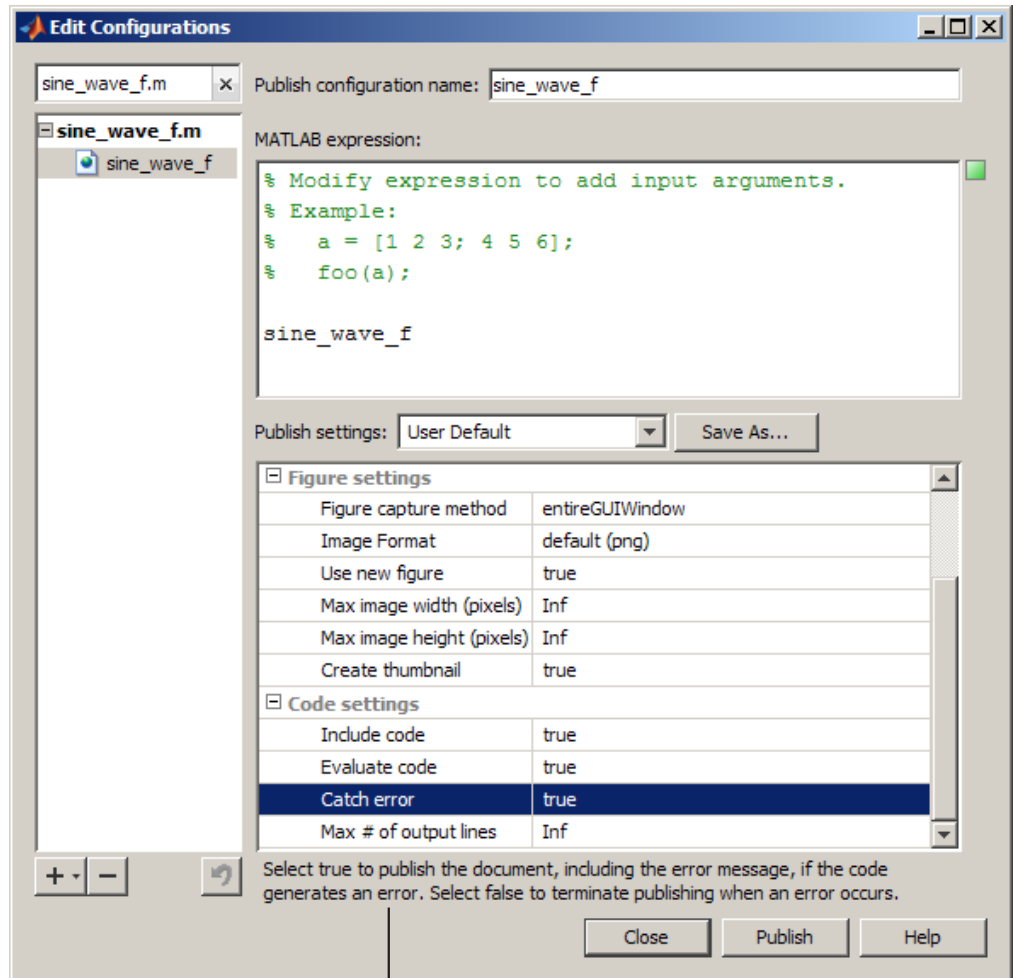 Edit Configurations
sine_wave_f.m
Publish configuration name: sine_wave_f
sine_wave_f.m
sine_wave_f
MATLAB expression:
% Modify expression to add input arguments.
% Example:
%   a = [1 2 3; 4 5 6];
%   foo(a);
sine_wave_f
Publish settings: User Default Save As...
Figure settings
Figure capture method entireGUIWindow
Image Format default (png)
Use new figure true
Max image width (pixels) Inf
Max image height (pixels) Inf
Create thumbnail true
Code settings
Include code true
Evaluate code true
Catch error true
Max # of output lines Inf
Select true to publish the document, including the error message, if the code
generates an error. Select false to terminate publishing when an error occurs.
Close Publish Help